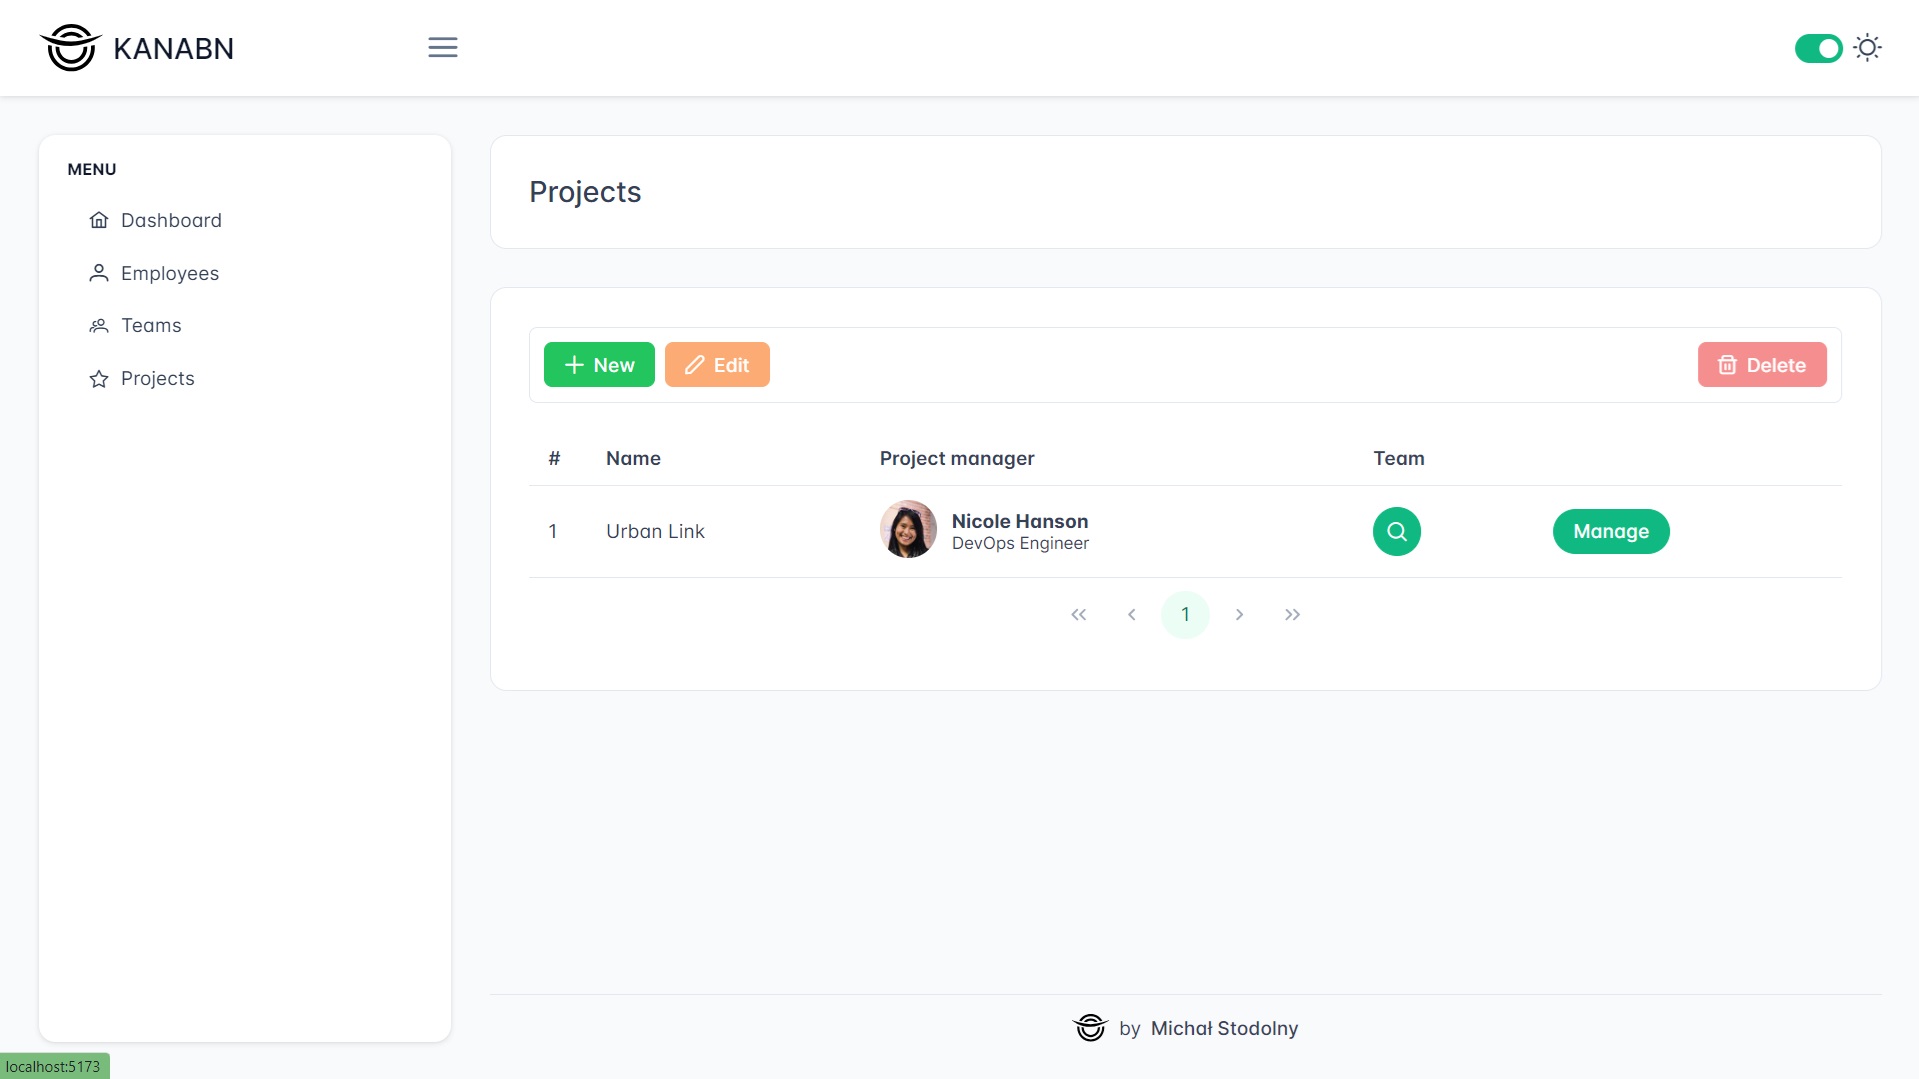 KANABN
MENU
Dashboard
Employees
Teams
Projects
Projects
New
Edit
Delete
# Name Project manager Team
1 Urban Link Nicole Hanson Manage
DevOps Engineer
1
by Michał Stodolny
localhost:5173